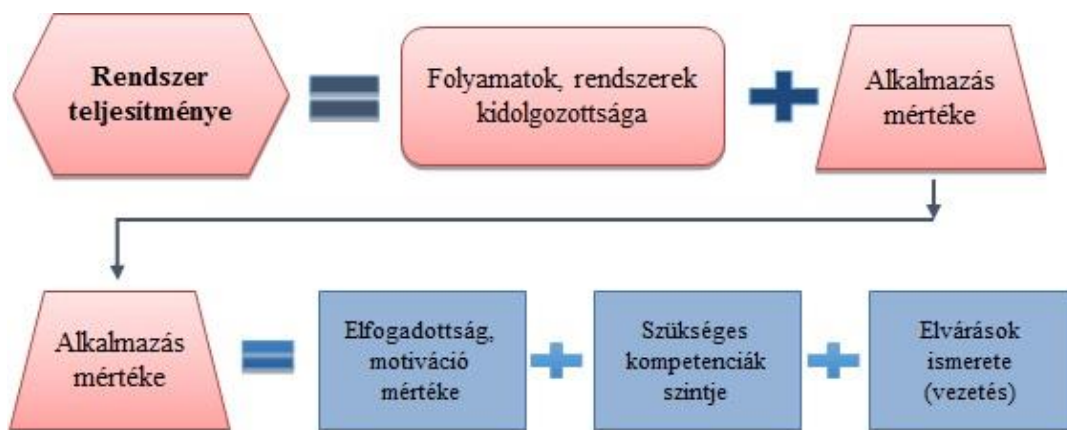 Rendszer
teljesítménye
Folyamatok, rendszerek
kidolgozottsága
Alkalmazás
mértéke
Alkalmazás
mértéke
Elfogadottság,
motiváció
mértéke
Szükséges
kompetenciák
szintje
Elvárások
ismerete
(vezetés)